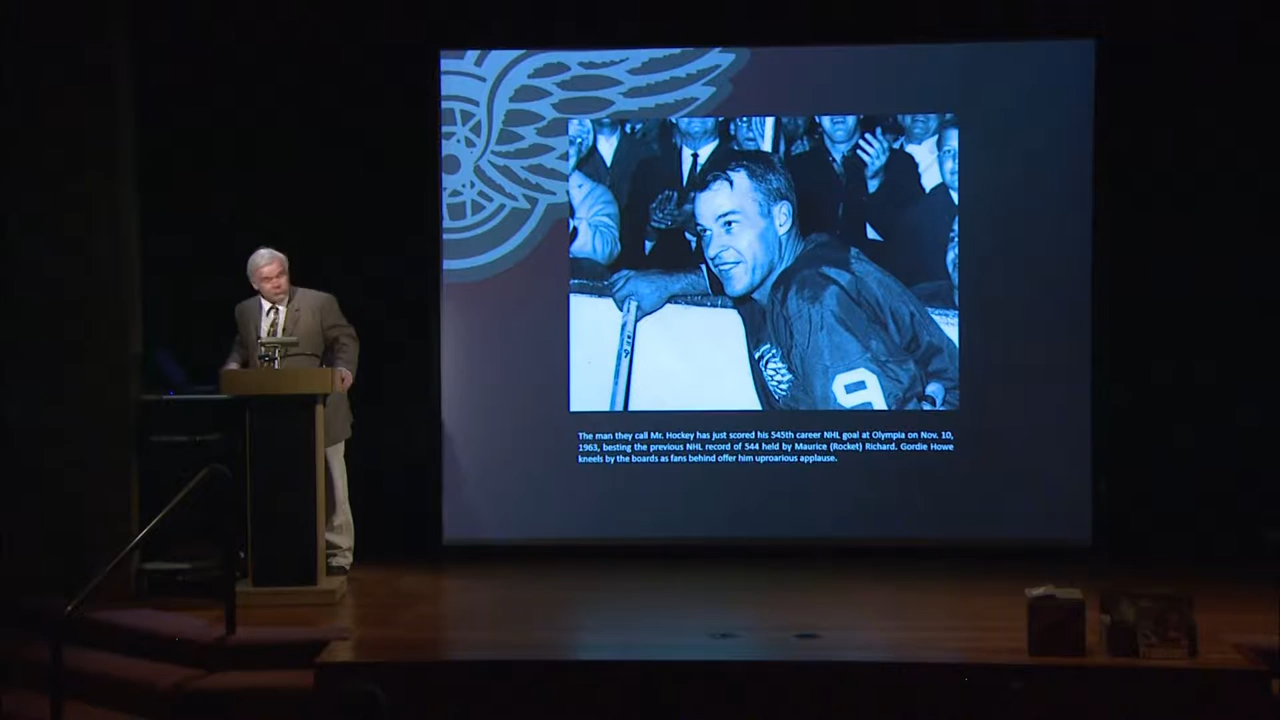 9
The man they call Mr. Hockey has just scored his 545th career NHL goal at Olympia on Nov. 10,
1963, besting the previous NHL record of 544 held by Maurice (Rocket) Richard. Gordie Howe
kneels by the boards as fans behind offer him uproarious applause.